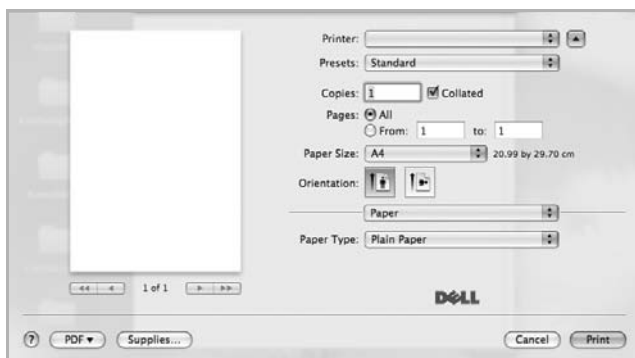 Printer:
Presets: Standard
Copies: 1 Collated
Pages: All
From: 1 to: 1
Paper Size: A4 20.99 by 29.70 cm
Orientation:
Paper
Paper Type: Plain Paper
1 of 1
DELL
? PDF Supplies... Cancel Print